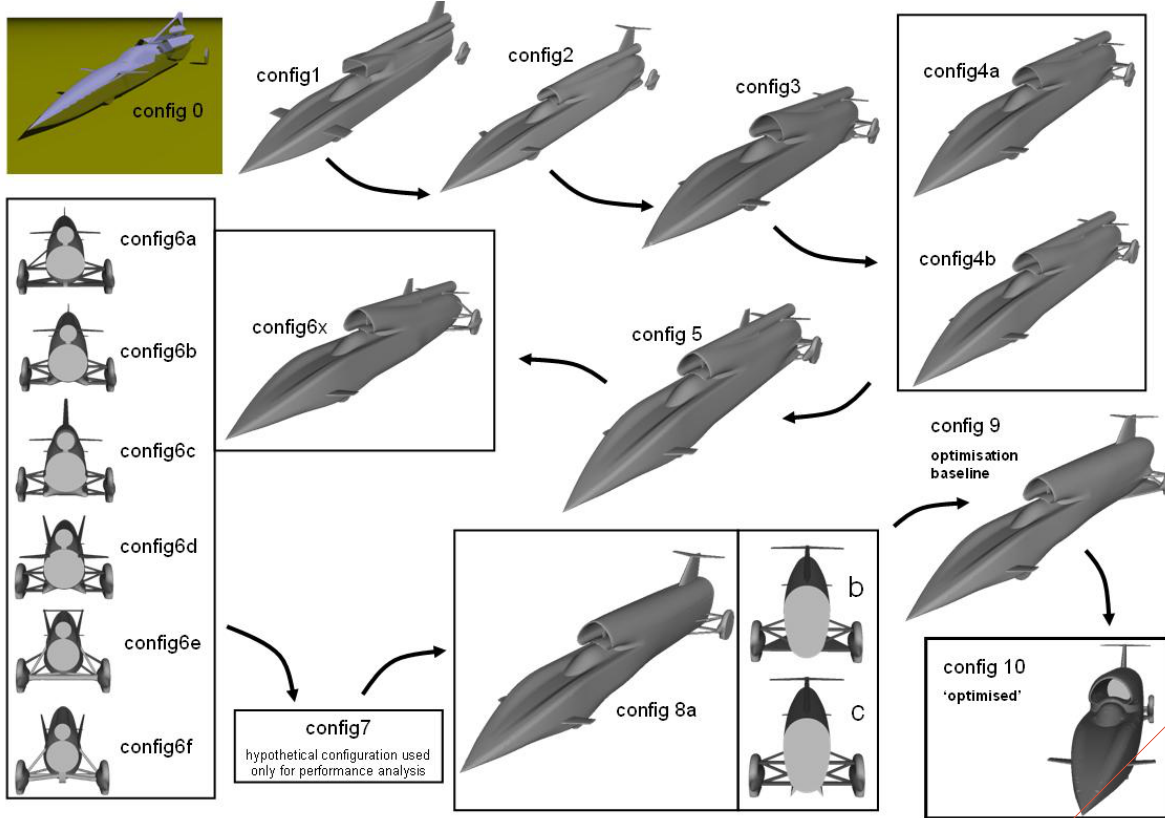 config 0
config1
config2
config3
config4a
config4b
config 5
config6x
config6a
config6b
config6c
config6d
config6e
config6f
config7
hypothetical configuration used
only for performance analysis
config 8a
b
c
config 9
optimisation
baseline
config 10
'optimised'